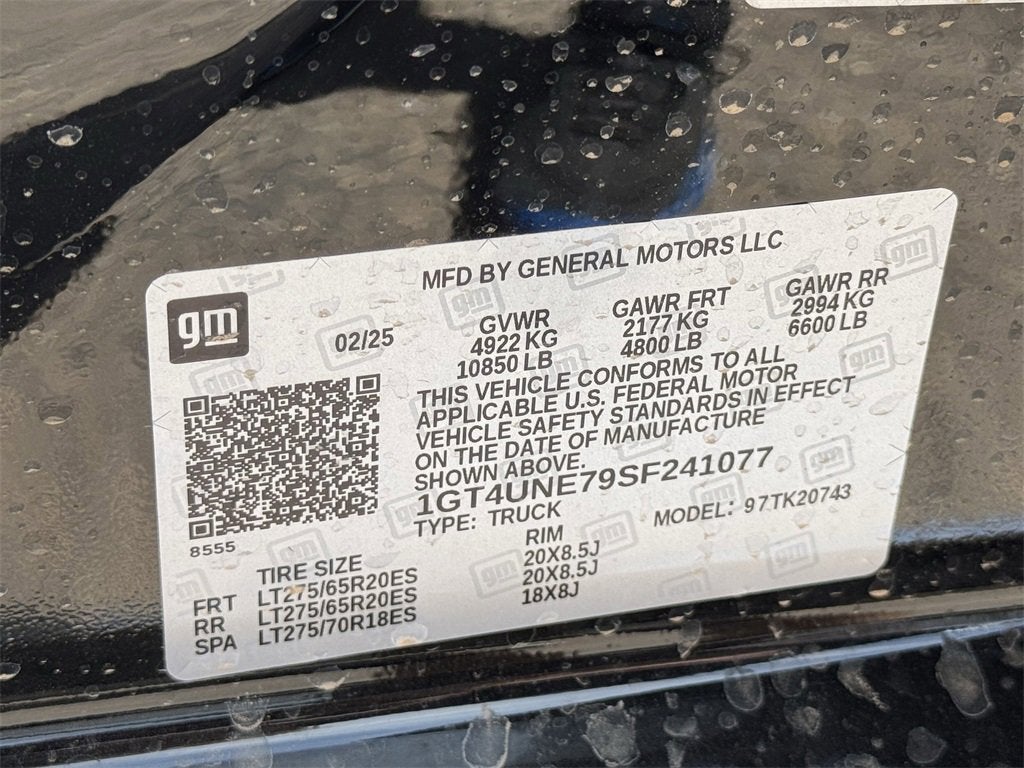 MFD BY GENERAL MOTORS LLC
gm
02/25
GVWR
4922 KG
10850 LB
GAWR FRT
2177 KG
4800 LB
GAWR RR
2994 KG
6600 LB
THIS VEHICLE CONFORMS TO ALL
APPLICABLE U.S. FEDERAL MOTOR
VEHICLE SAFETY STANDARDS IN EFFECT
ON THE DATE OF MANUFACTURE
SHOWN ABOVE.
1GT4UNE79SF241077
TYPE: TRUCK
MODEL: 97TK20743
8555
TIRE SIZE RIM
FRT LT275/65R20ES 20X8.5J
RR LT275/65R20ES 20X8.5J
SPA LT275/70R18ES 18X8J